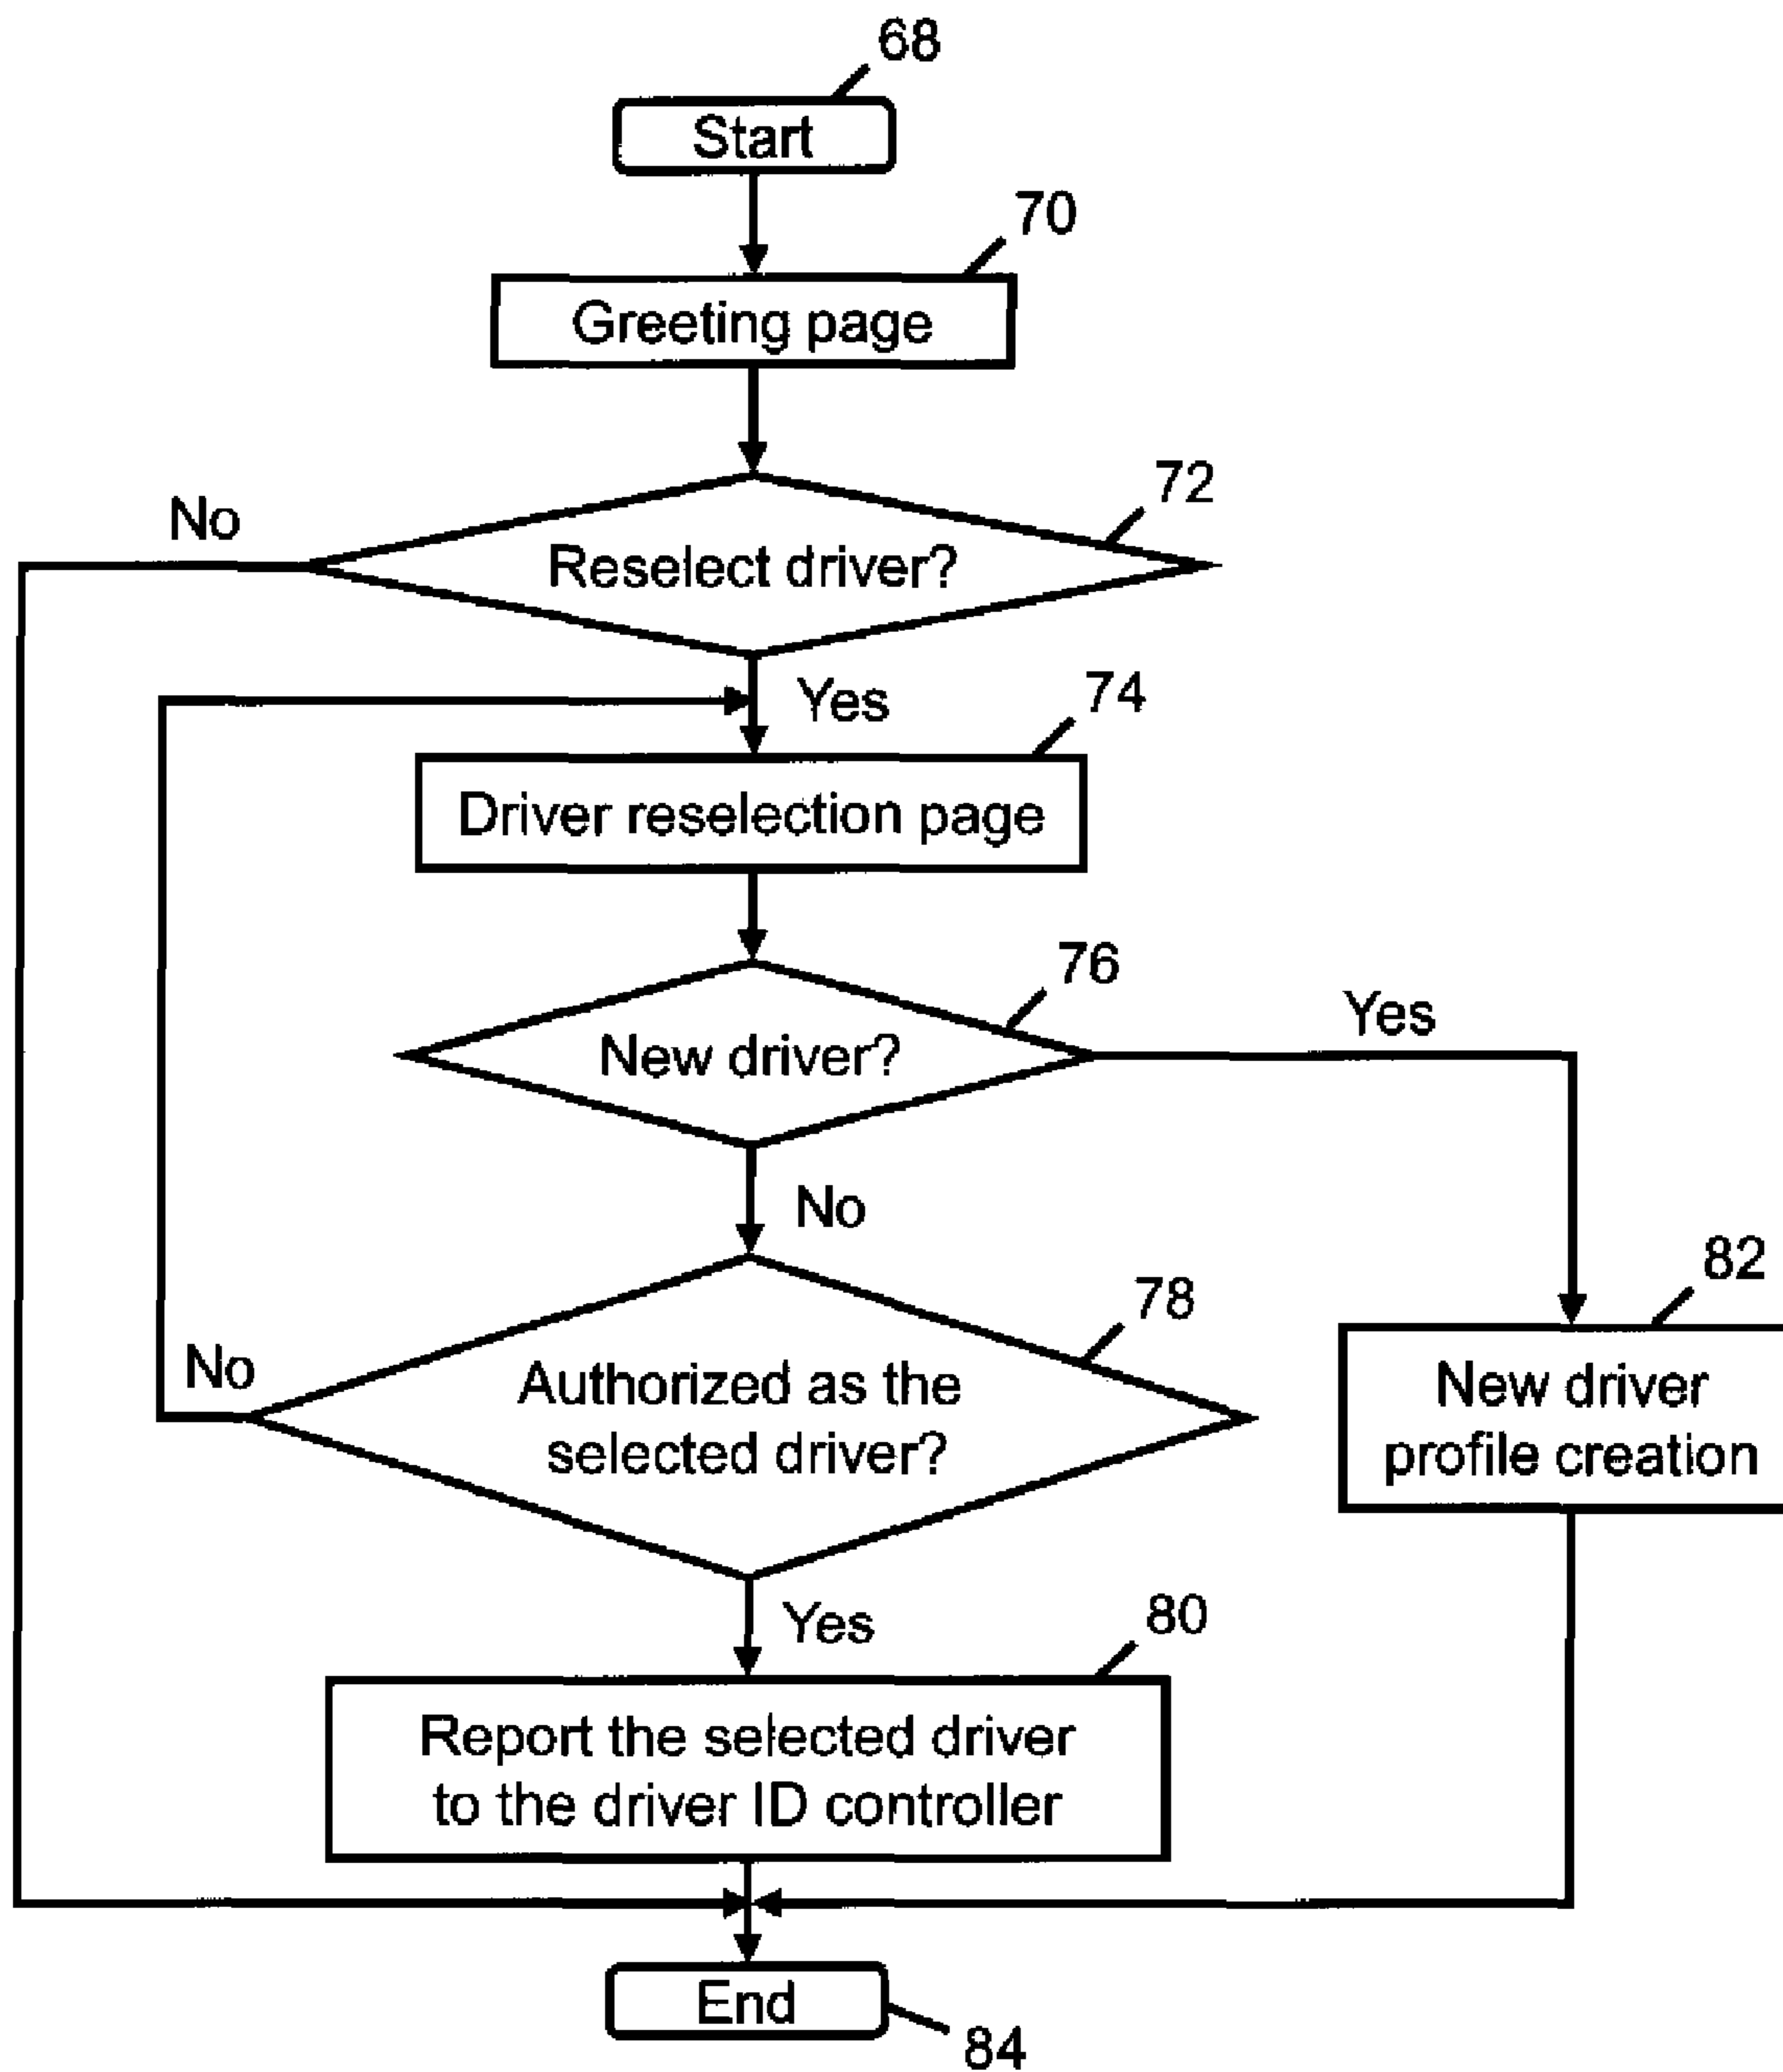 68
Start
70
Greeting page
72
No
Reselect driver?
Yes
74
Driver reselection page
76
Yes
New driver?
No
82
78
No
Authorized as the
selected driver?
New driver
profile creation
Yes
80
Report the selected driver
to the driver ID controller
End
84